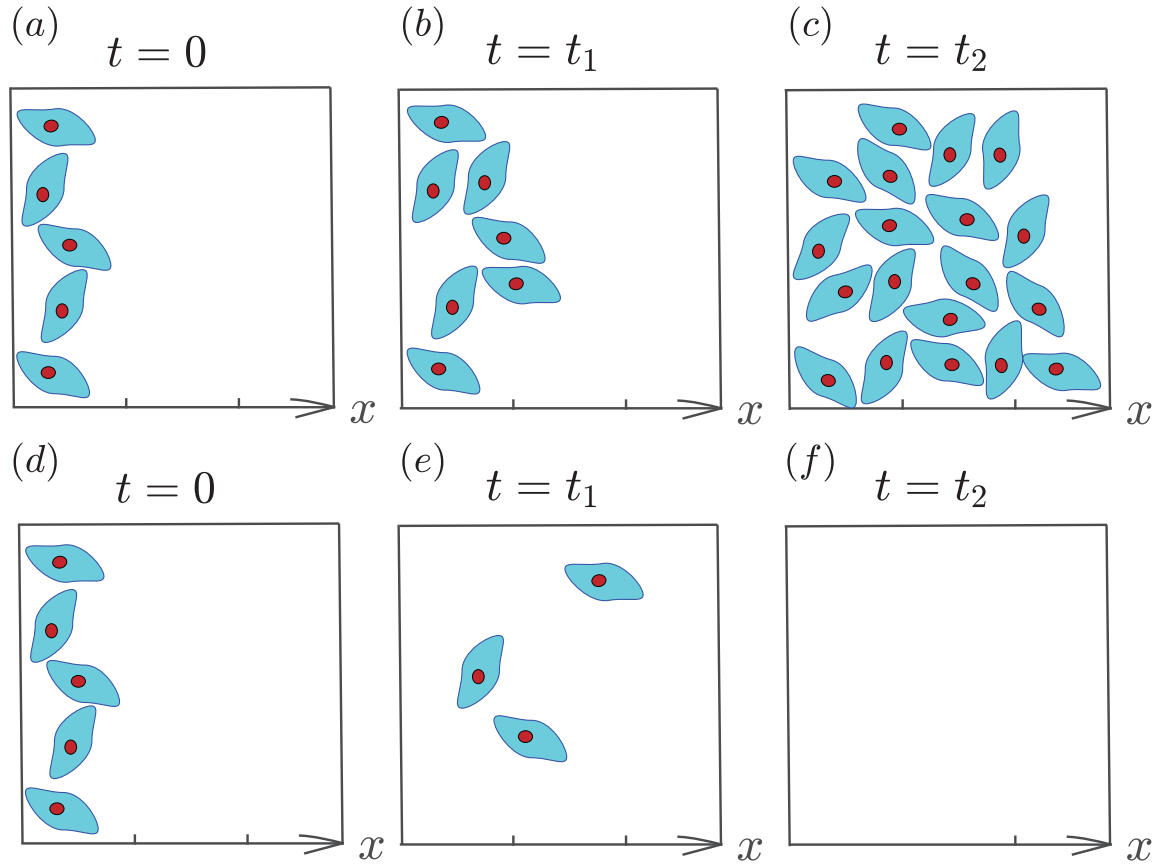 (a) (b) (c)
t = 0 t = t₁ t = t₂
x x x
(d) (e) (f)
t = 0 t = t₁ t = t₂
x x x